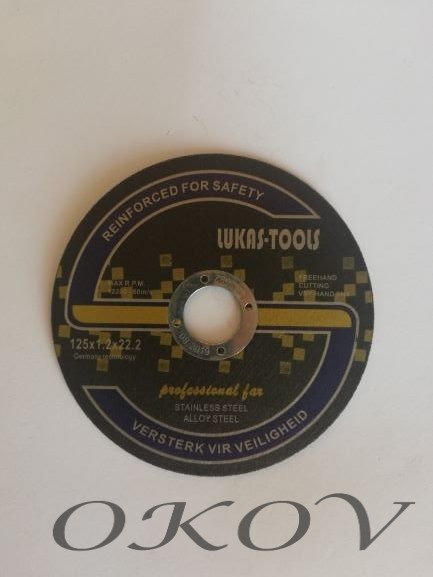 REINFORCED FOR SAFETY
LUKAS-TOOLS
MAX R.P.M.
FREEHAND
CUTTING
125x1.2x22.2
Germany technology
professional far
STAINLESS STEEL
ALLOY STEEL
VERSTERK VIR VEILIGHEID
OKOV